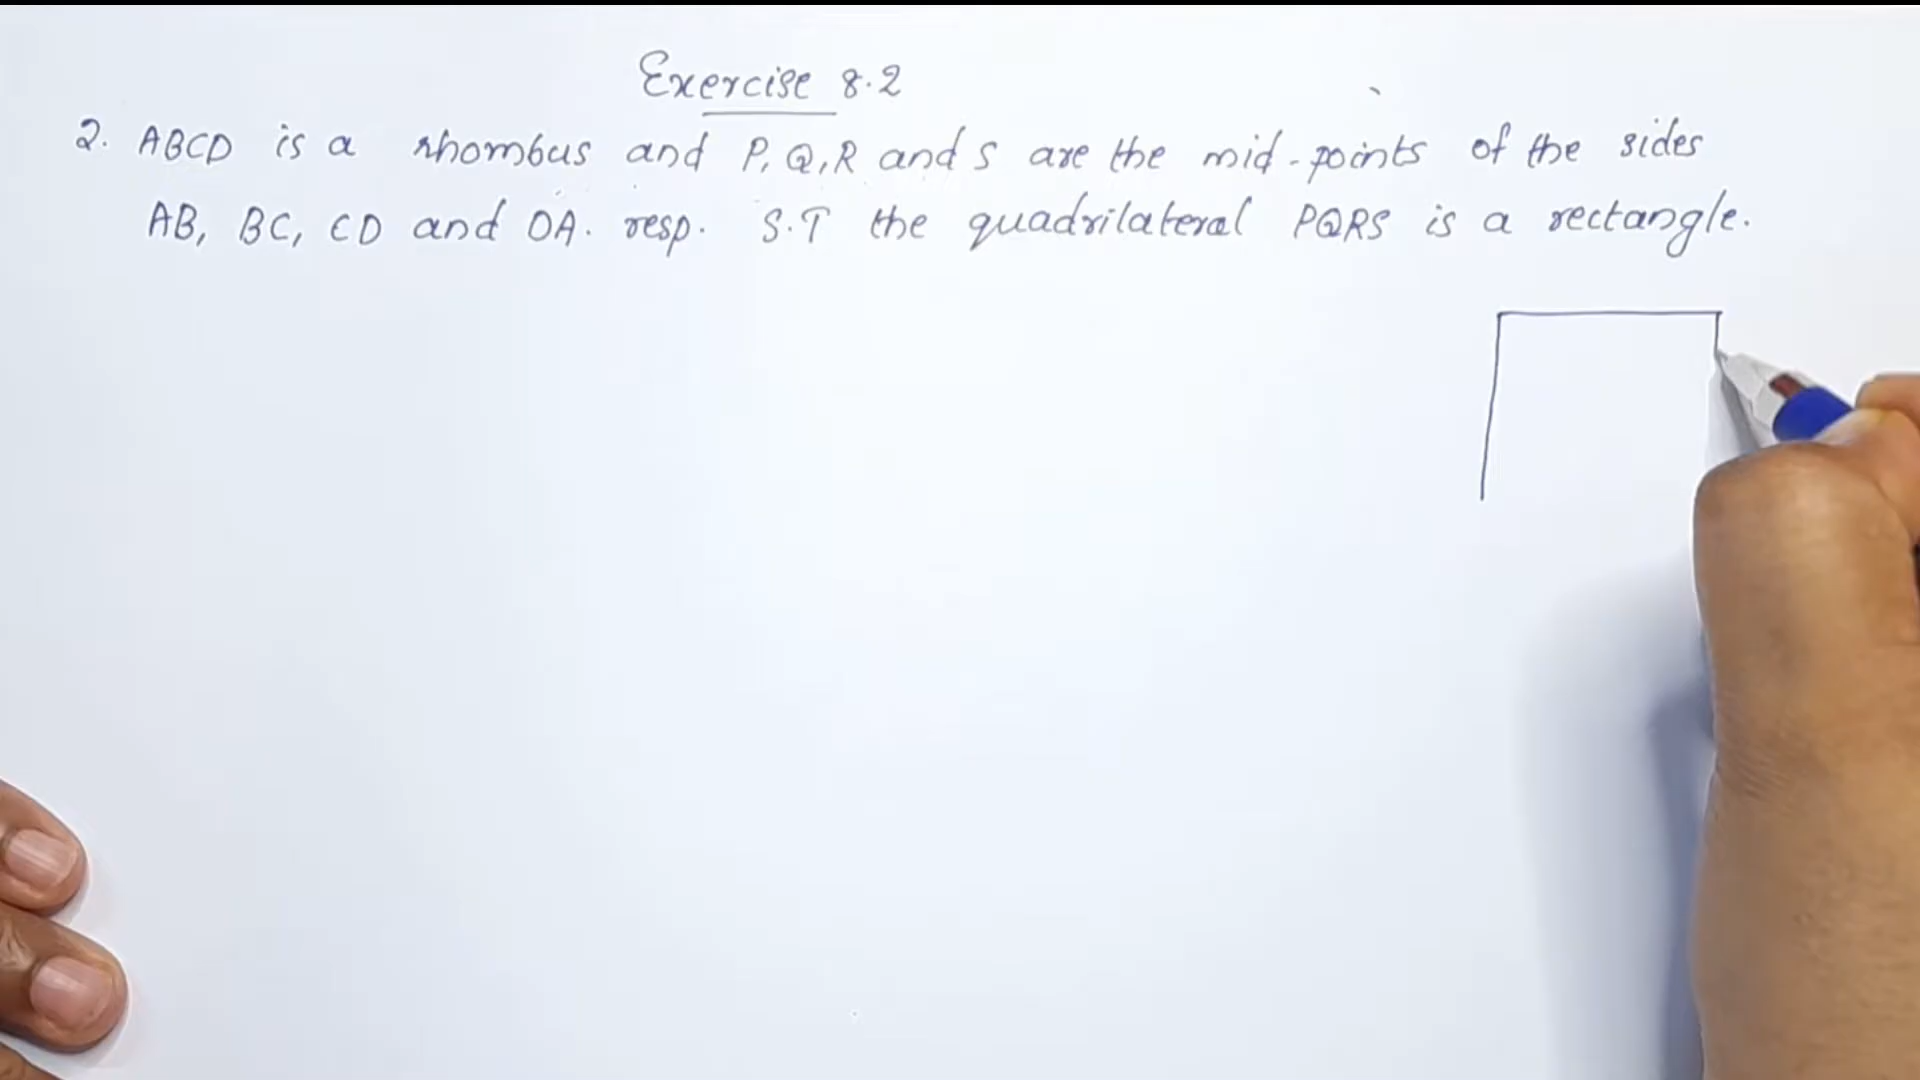 Exercise 8.2
2. ABCD is a rhombus and P, Q, R and S are the mid-points of the sides
AB, BC, CD and DA. resp. S.T the quadrilateral PQRS is a rectangle.